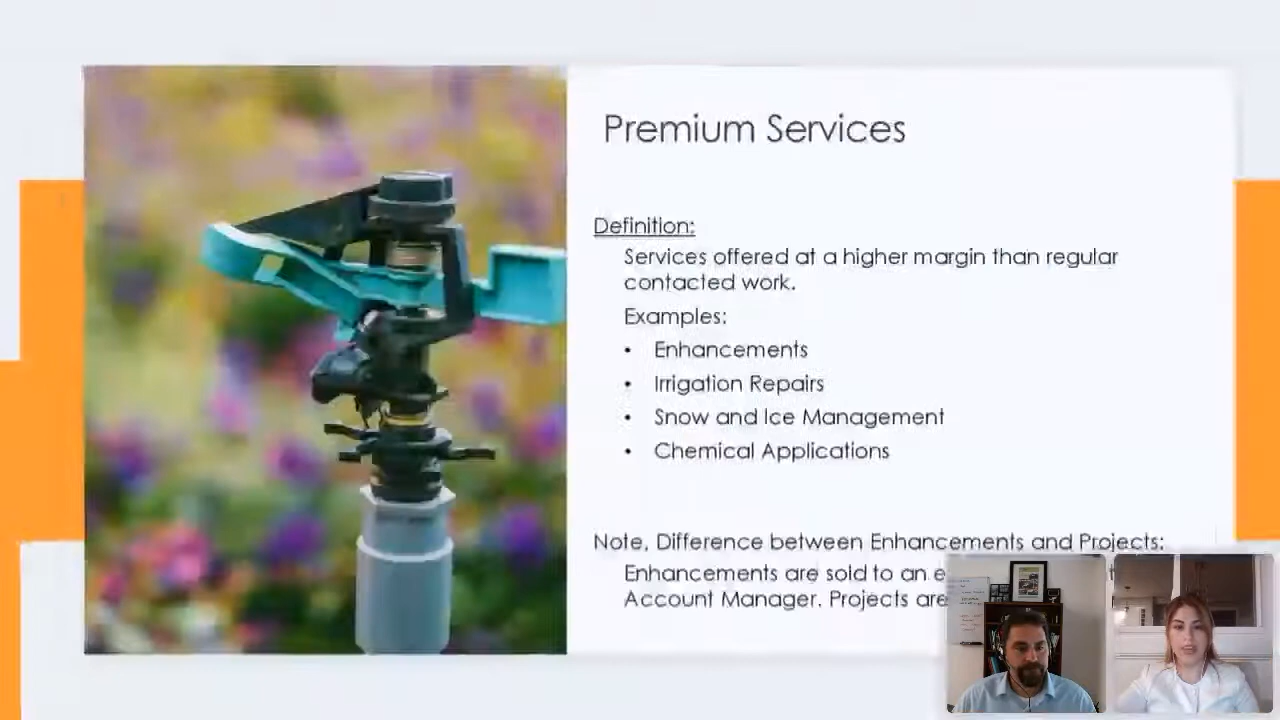 Premium Services
Definition:
Services offered at a higher margin than regular
contacted work.
Examples:
• Enhancements
• Irrigation Repairs
• Snow and Ice Management
• Chemical Applications
Note, Difference between Enhancements and Projects:
Enhancements are sold to an
Account Manager. Projects are